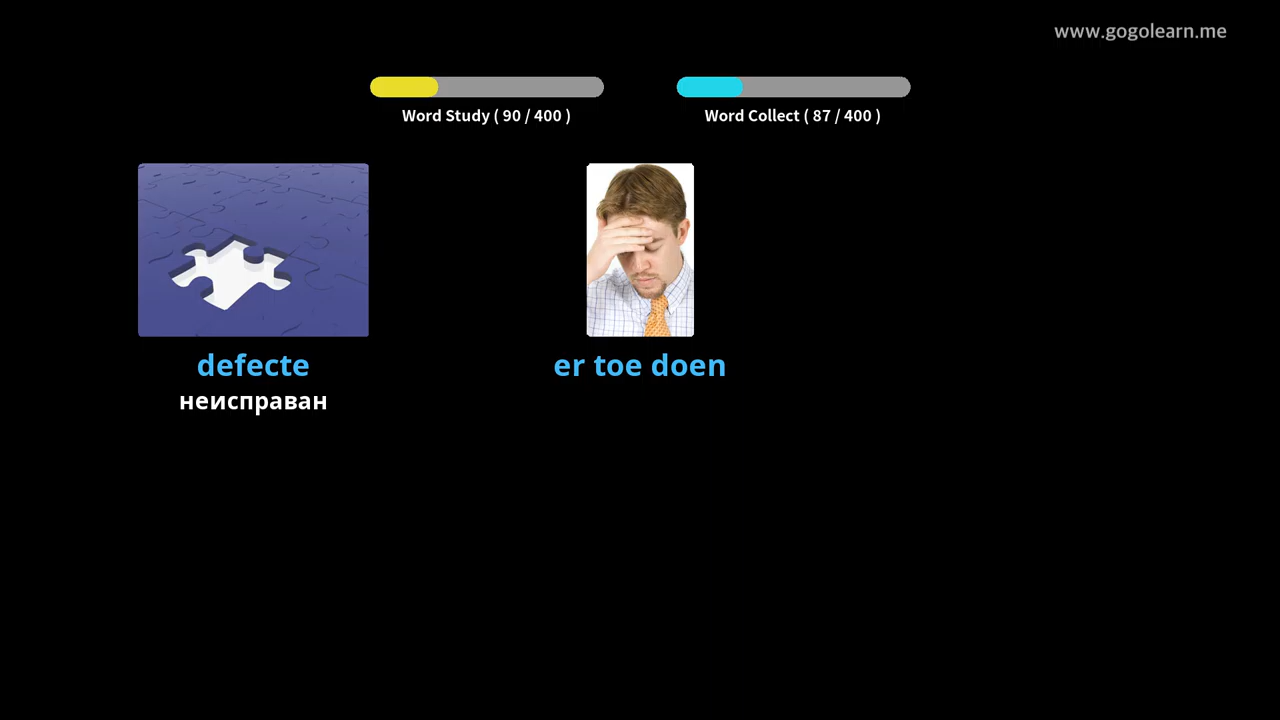 www.gogolearn.me
Word Study ( 90 / 400 )
Word Collect ( 87 / 400 )
defecte
неисправан
er toe doen